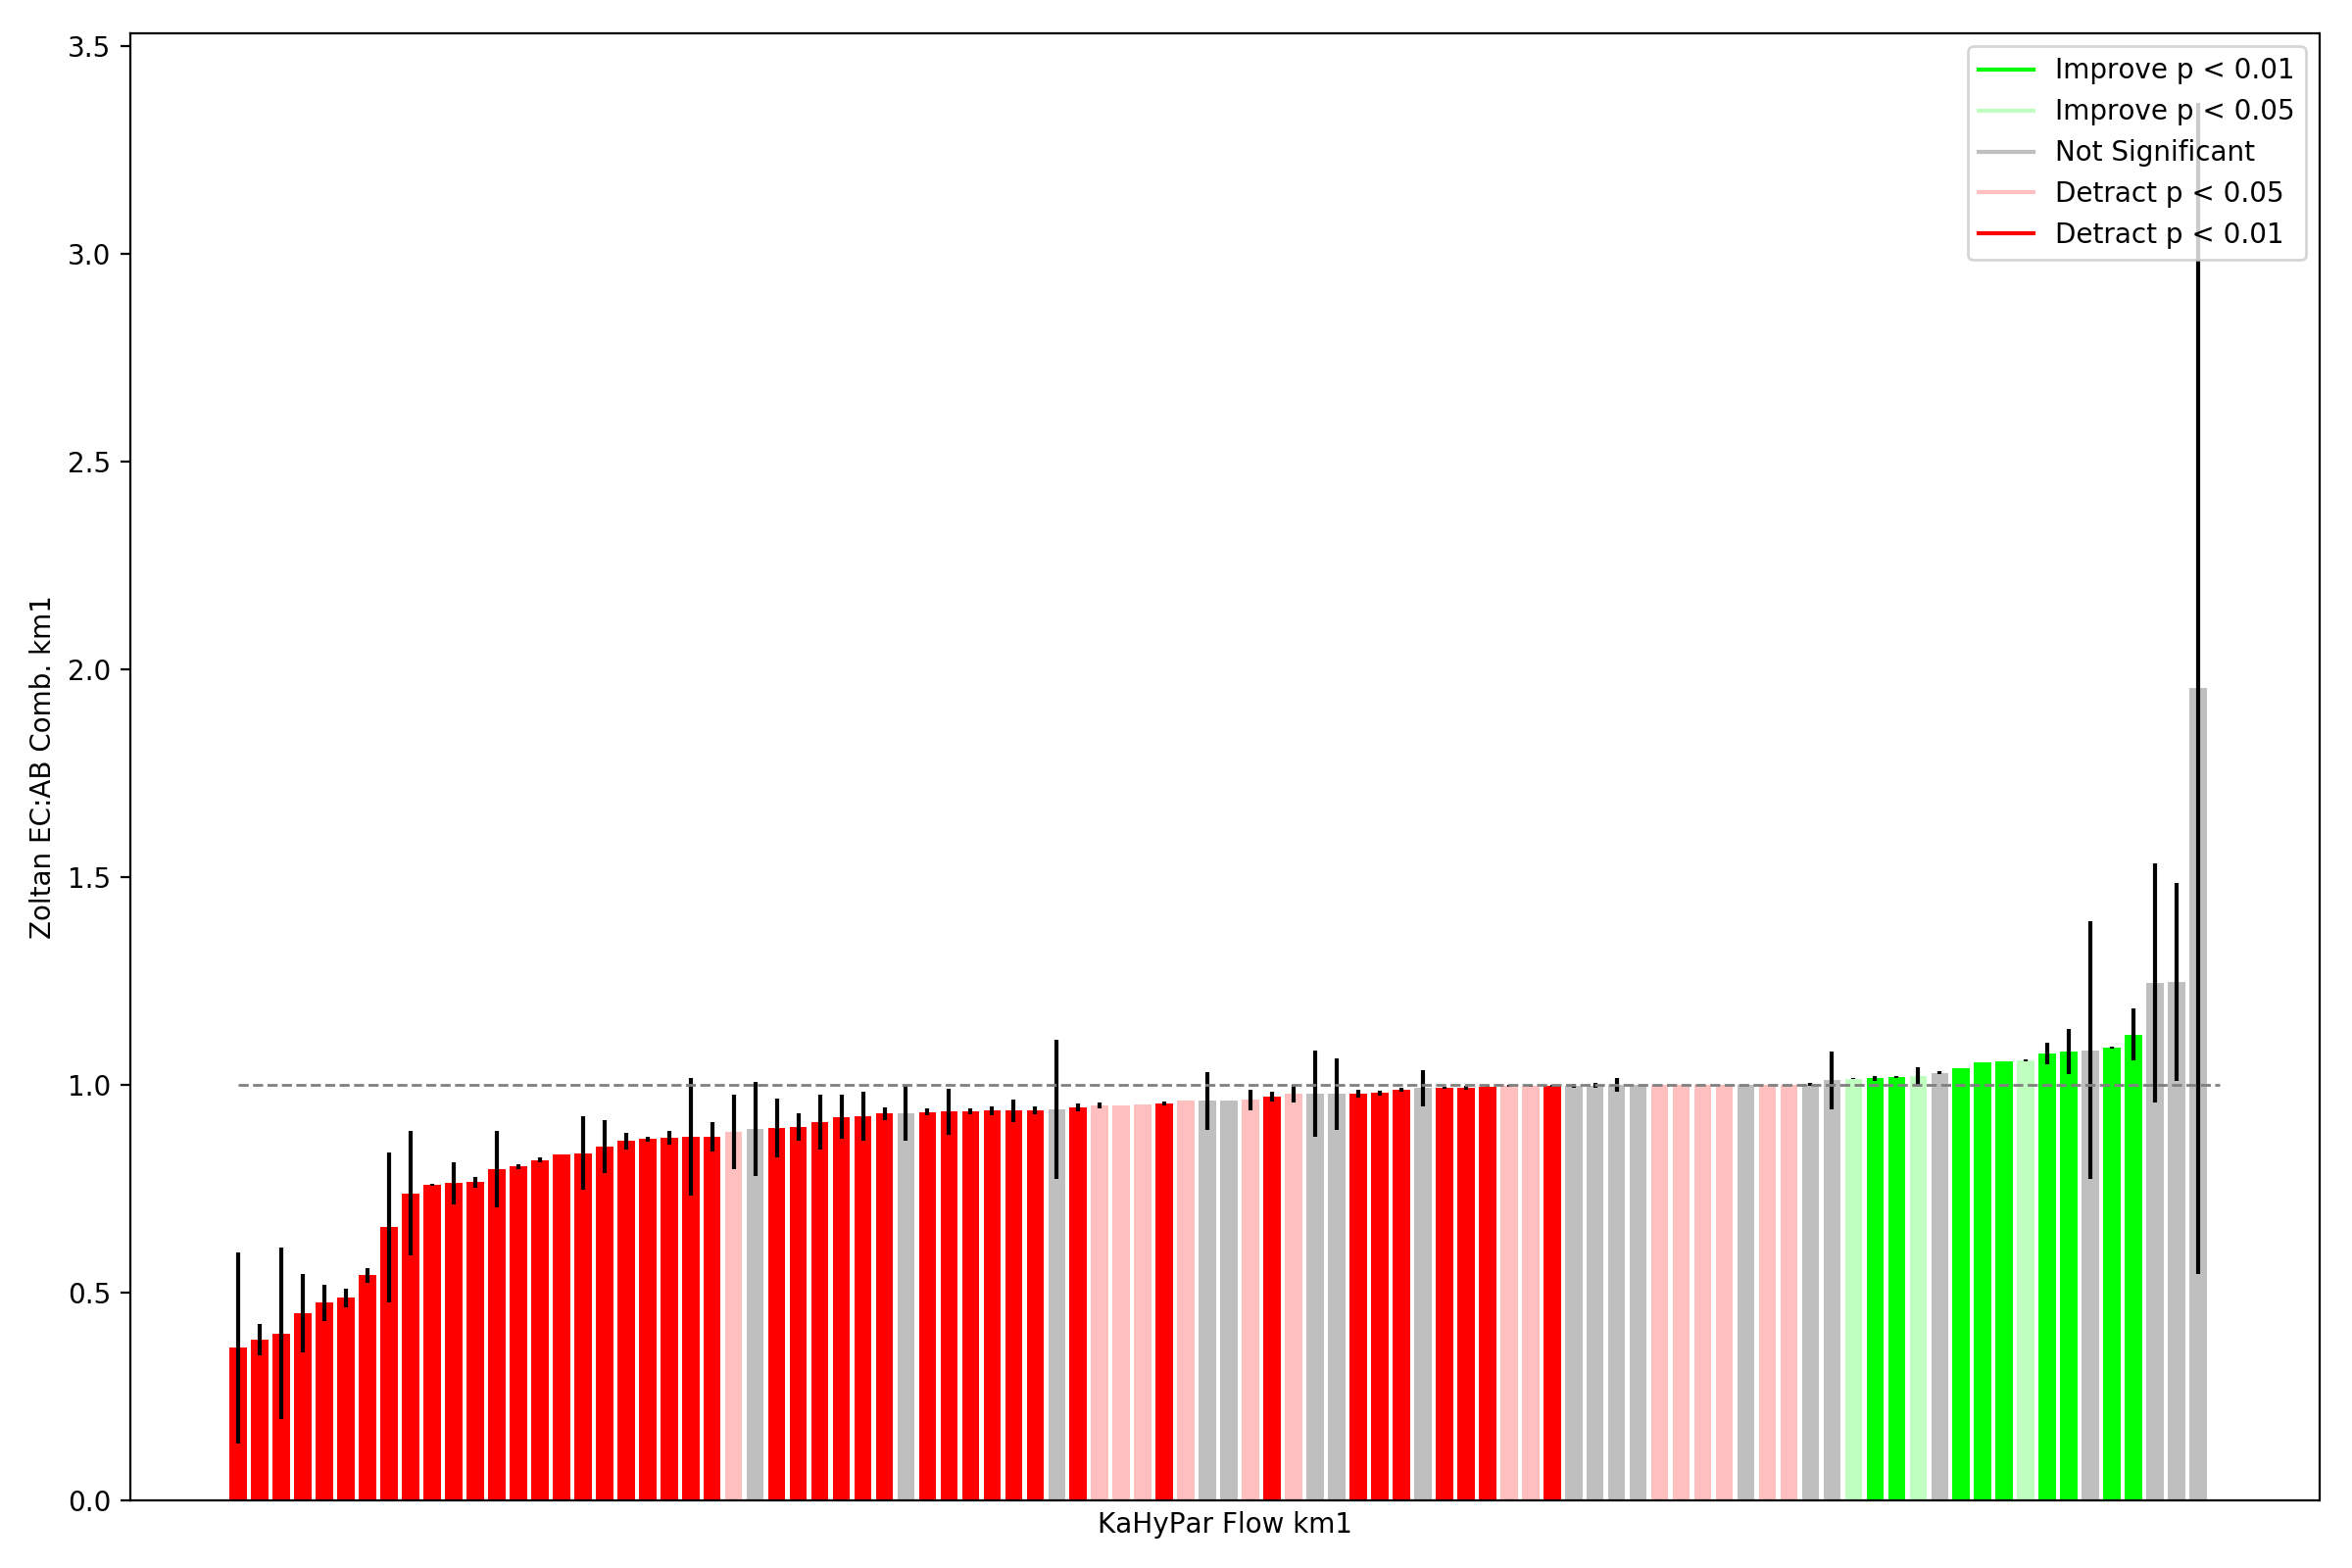 3.5
3.0
2.5
2.0
1.5
1.0
0.5
0.0
Zoltan EC:AB Comb. km1
KaHyPar Flow km1
Improve p < 0.01
Improve p < 0.05
Not Significant
Detract p < 0.05
Detract p < 0.01